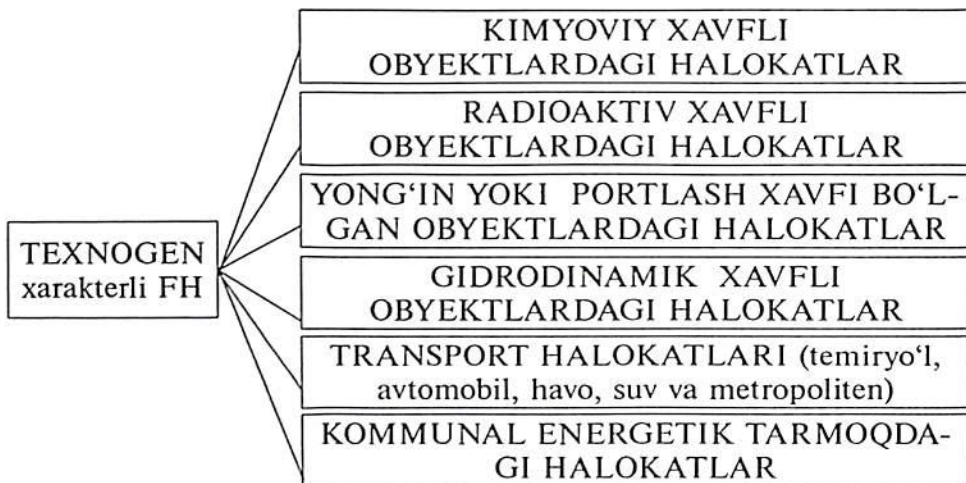 KIMYOVIY XAVFLI
OBYEKTLARDAGI HALOKATLAR
RADIOAKTIV XAVFLI
OBYEKTLARDAGI HALOKATLAR
YONG‘IN YOKI PORTLASH XAVFI BO‘L-
GAN OBYEKTLARDAGI HALOKATLAR
TEXNOGEN
xarakterli FH
GIDRODINAMIK XAVFLI
OBYEKTLARDAGI HALOKATLAR
TRANSPORT HALOKATLARI (temiryo‘l,
avtomobil, havo, suv va metropoliten)
KOMMUNAL ENERGETIK TARMOQDA-
GI HALOKATLAR